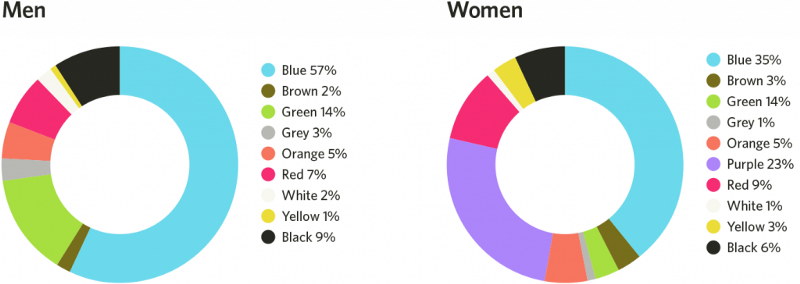 Men
Blue 57%
Brown 2%
Green 14%
Grey 3%
Orange 5%
Red 7%
White 2%
Yellow 1%
Black 9%
Women
Blue 35%
Brown 3%
Green 14%
Grey 1%
Orange 5%
Purple 23%
Red 9%
White 1%
Yellow 3%
Black 6%